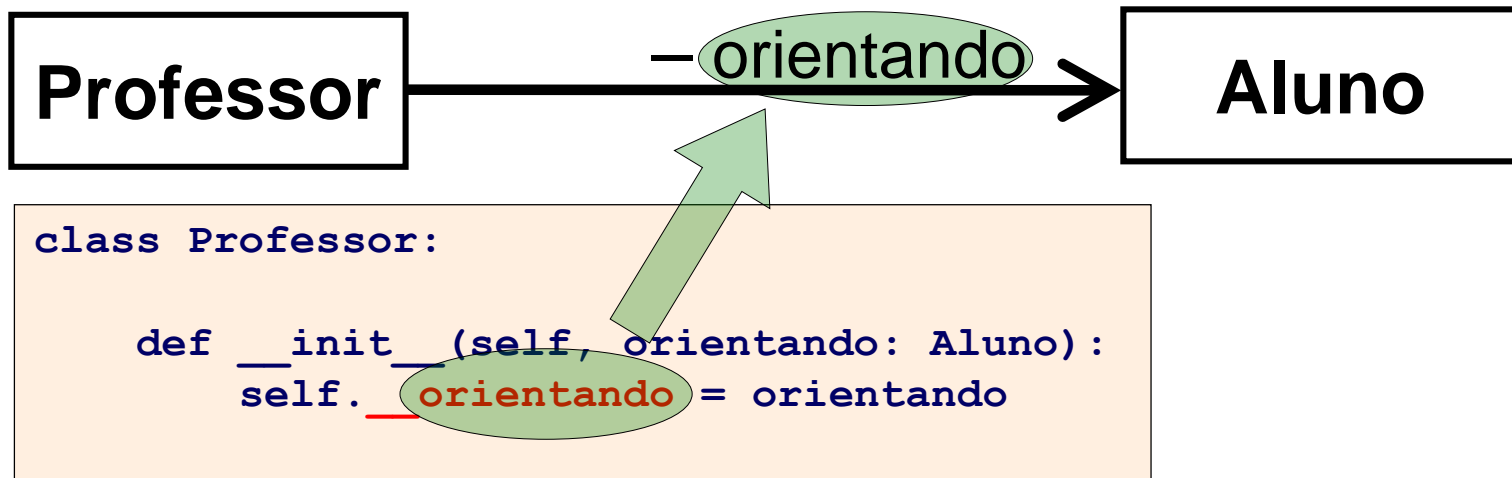 – orientando
Professor
Aluno
class Professor:
def __init__(self, orientando: Aluno):
self.__orientando = orientando